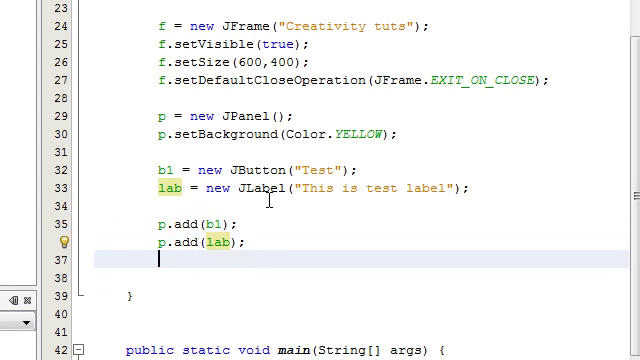 23
24 f = new JFrame("Creativity tuts");
25 f.setVisible(true);
26 f.setSize(600,400);
27 f.setDefaultCloseOperation(JFrame.EXIT_ON_CLOSE);
28
29 p = new JPanel();
30 p.setBackground(Color.YELLOW);
31
32 b1 = new JButton("Test");
33 lab = new JLabel("This is test label");
34
35 p.add(b1);
p.add(lab);
37
38
39 }
40
41
42 public static void main(String[] args) {